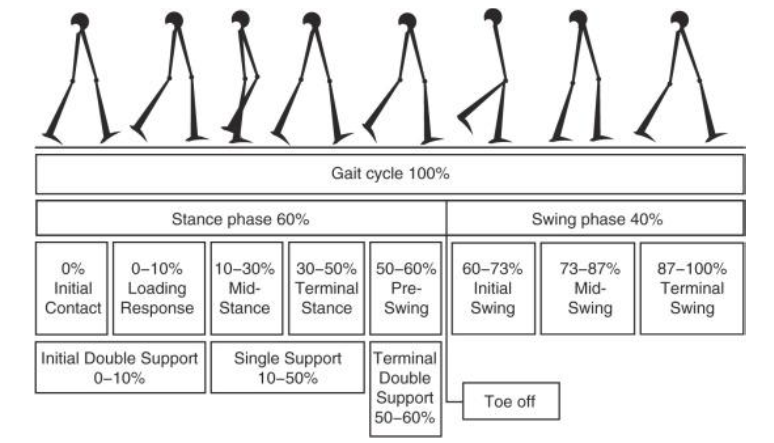 Gait cycle 100%
Stance phase 60%
Swing phase 40%
0%
Initial
Contact
0–10%
Loading
Response
10–30%
Mid-
Stance
30–50%
Terminal
Stance
50–60%
Pre-
Swing
60–73%
Initial
Swing
73–87%
Mid-
Swing
87–100%
Terminal
Swing
Initial Double Support
0–10%
Single Support
10–50%
Terminal
Double
Support
50–60%
Toe off